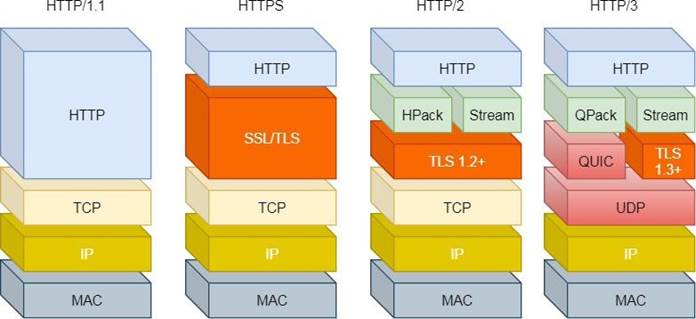 HTTP/1.1
HTTPS
HTTP/2
HTTP/3
HTTP
HTTP
HTTP
HTTP
SSL/TLS
HPack
Stream
QPack
Stream
TLS 1.2+
QUIC
TLS
1.3+
TCP
TCP
TCP
UDP
IP
IP
IP
IP
MAC
MAC
MAC
MAC